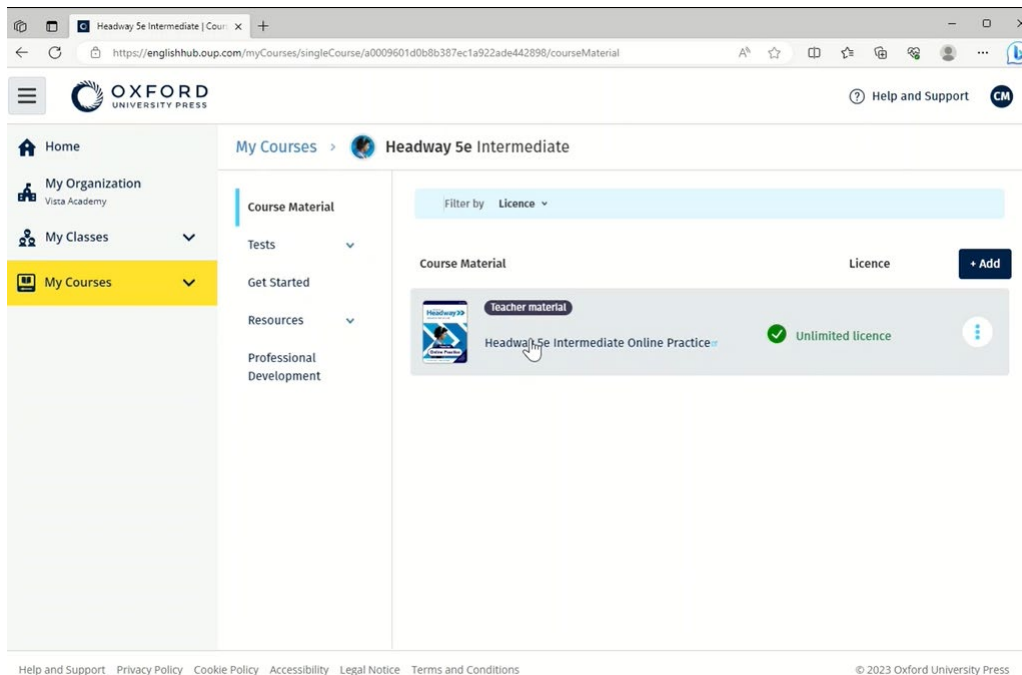 Headway 5e Intermediate | Cour
https://englishhub.oup.com/myCourses/singleCourse/a0009601d0b8b387ec1a922ade442898/courseMaterial
OXFORD
UNIVERSITY PRESS
Help and Support
CM
Home
My Organization
Vista Academy
My Classes
My Courses
My Courses > Headway 5e Intermediate
Course Material
Tests
Get Started
Resources
Professional
Development
Filter by Licence
Course Material Licence + Add
Headway
Online Practice
Teacher material
Headway 5e Intermediate Online Practice
Unlimited licence
Help and Support Privacy Policy Cookie Policy Accessibility Legal Notice Terms and Conditions © 2023 Oxford University Press